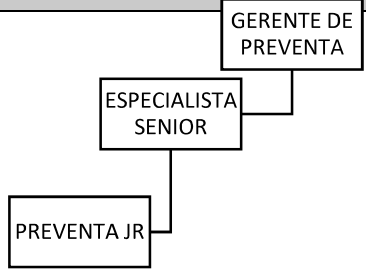 GERENTE DE
PREVENTA
ESPECIALISTA
SENIOR
PREVENTA JR